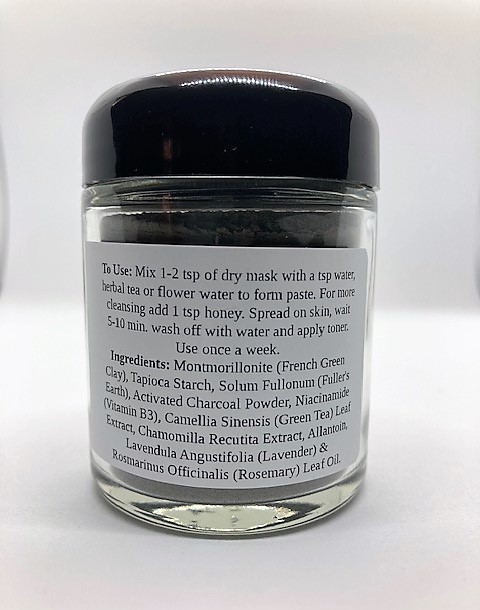 To Use: Mix 1-2 tsp of dry mask with a tsp water,
herbal tea or flower water to form paste. For more
cleansing add 1 tsp honey. Spread on skin, wait
5-10 min. wash off with water and apply toner.
Use once a week.
Ingredients: Montmorillonite (French Green
Clay), Tapioca Starch, Solum Fullonum (Fuller's
Earth), Activated Charcoal Powder, Niacinamide
(Vitamin B3), Camellia Sinensis (Green Tea) Leaf
Extract, Chamomilla Recutita Extract, Allantoin,
Lavendula Angustifolia (Lavender) &
Rosmarinus Officinalis (Rosemary) Leaf Oil.